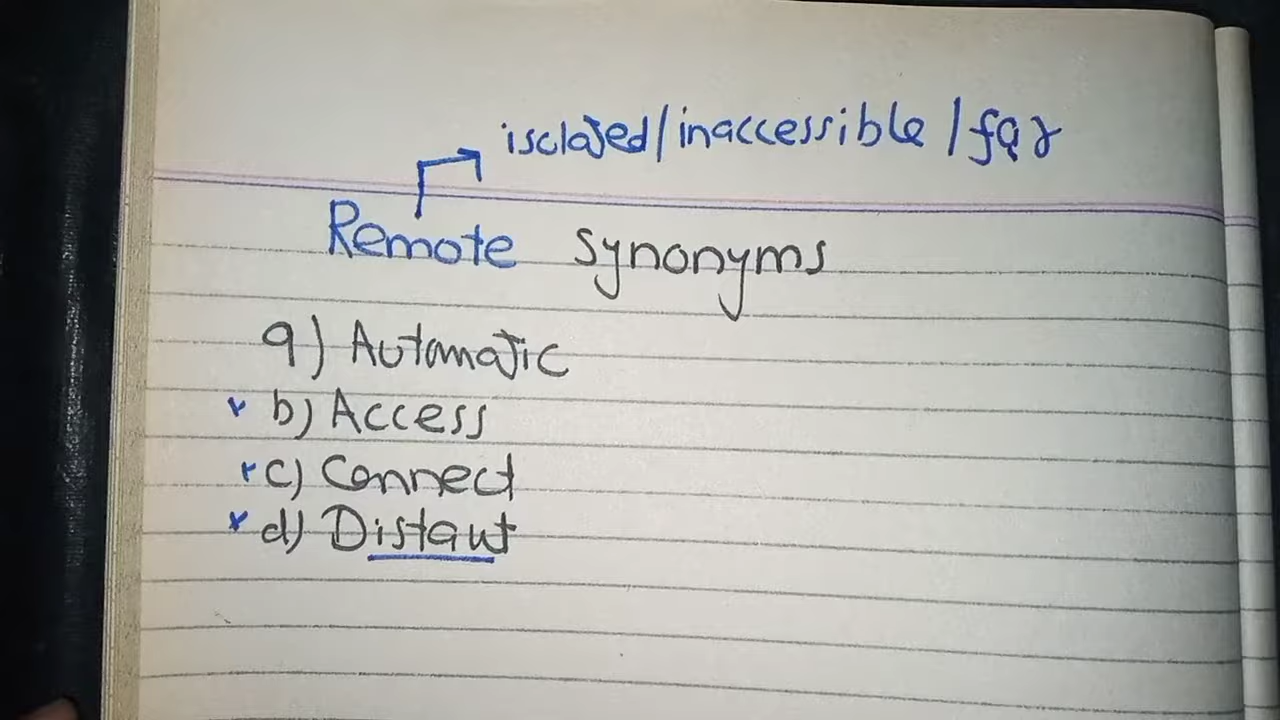 isolated/inaccessible/far
Remote Synonyms
a) Automatic
b) Access
c) Connect
d) Distant